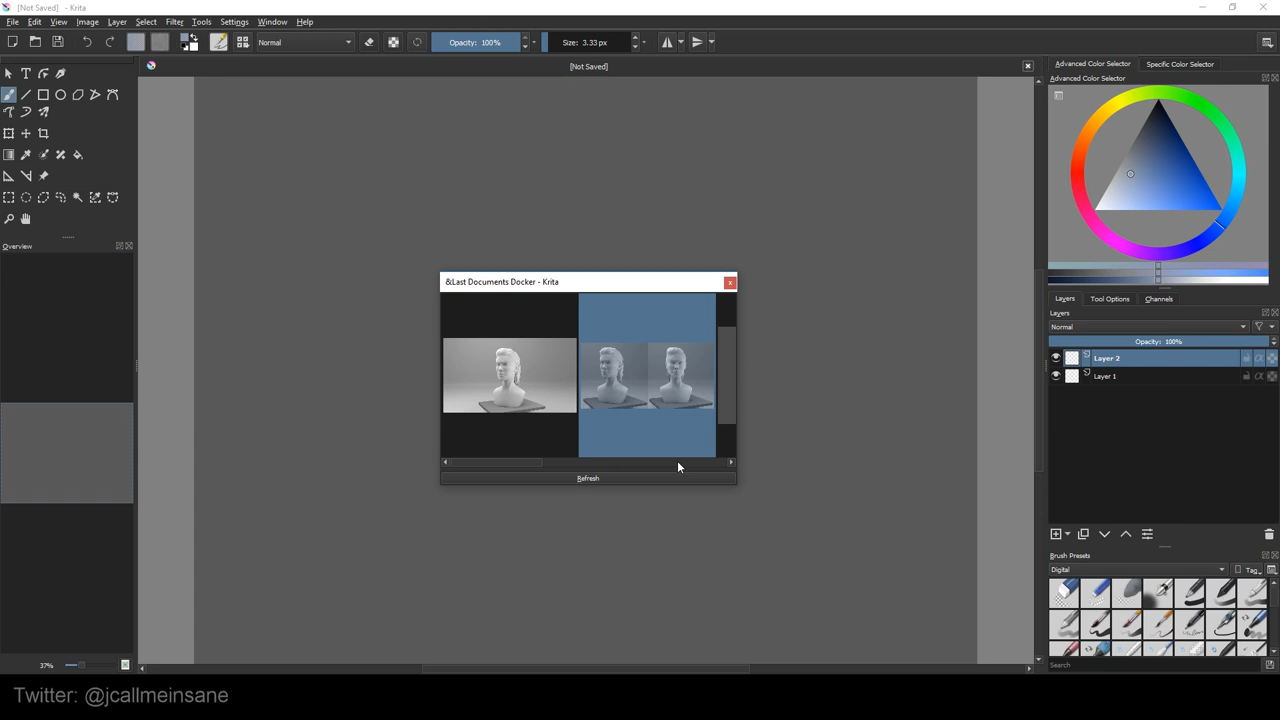 [Not Saved] - Krita
File Edit View Image Layer Select Filter Tools Settings Window Help
Normal Opacity: 100% Size: 3.33 px
[Not Saved]
Advanced Color Selector Specific Color Selector
Advanced Color Selector
Overview
&Last Documents Docker - Krita
x
Refresh
Layers Tool Options Channels
Layers
Normal
Opacity: 100%
Layer 2
Layer 1
Brush Presets
Digital Tag
Search
37%
Twitter: @jcallmeinsane